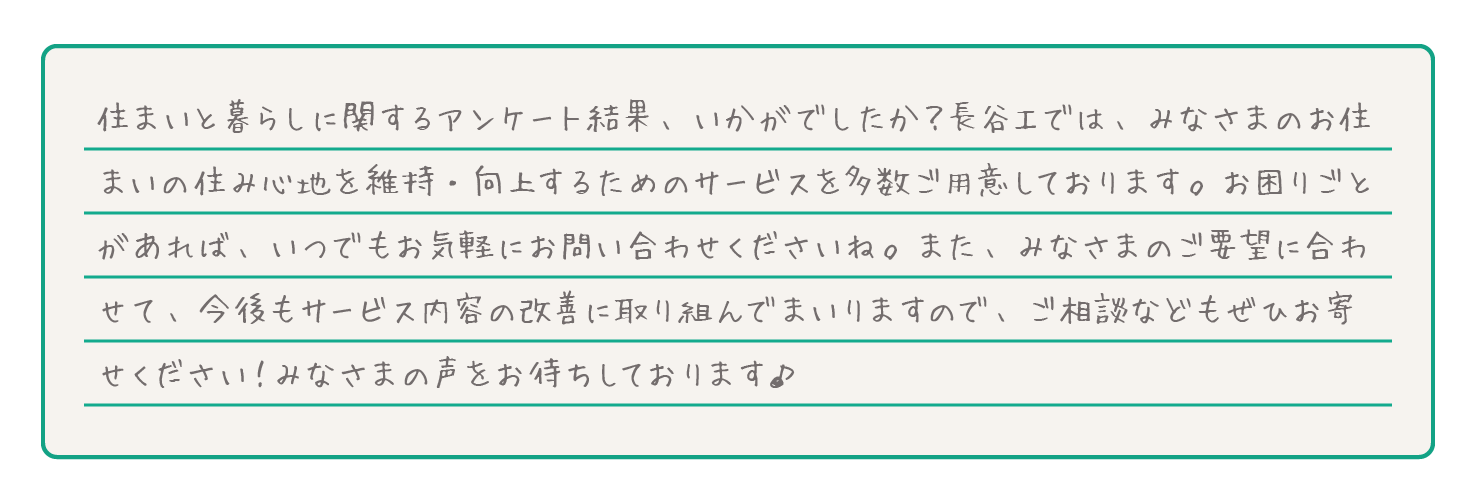 住まいと暮らしに関するアンケート結果、いかがでしたか？長谷工では、みなさまのお住
まいの住み心地を維持・向上するためのサービスを多数ご用意しております。お困りごと
があれば、いつでもお気軽にお問い合わせくださいね。また、みなさまのご要望に合わ
せて、今後もサービス内容の改善に取り組んでまいりますので、ご相談などもぜひお寄
せください！みなさまの声をお待ちしております♪